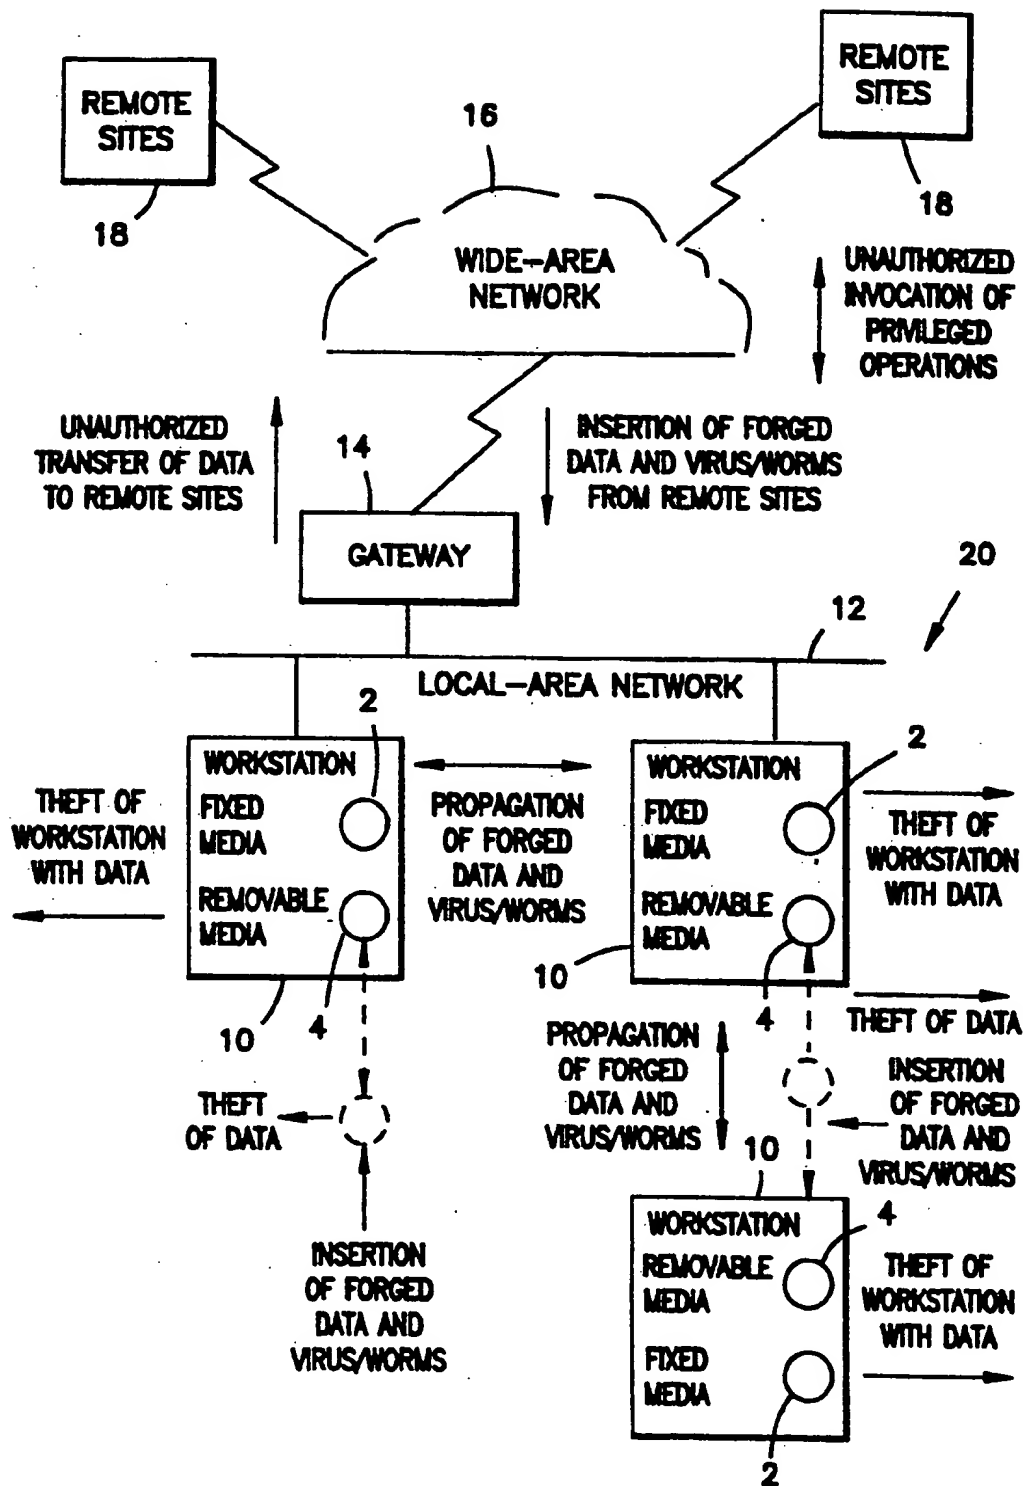 REMOTE
SITES
18
REMOTE
SITES
18
16
WIDE-AREA
NETWORK
UNAUTHORIZED
INVOCATION OF
PRIVILEGED
OPERATIONS
UNAUTHORIZED
TRANSFER OF DATA
TO REMOTE SITES
14
INSERTION OF FORGED
DATA AND VIRUS/WORMS
FROM REMOTE SITES
GATEWAY
20
12
LOCAL-AREA NETWORK
WORKSTATION
2
FIXED
MEDIA
REMOVABLE
MEDIA
10
4
THEFT OF
WORKSTATION
WITH DATA
PROPAGATION
OF FORGED
DATA AND
VIRUS/WORMS
WORKSTATION
2
FIXED
MEDIA
REMOVABLE
MEDIA
10
4
THEFT OF
WORKSTATION
WITH DATA
THEFT OF DATA
THEFT
OF DATA
INSERTION
OF FORGED
DATA AND
VIRUS/WORMS
PROPAGATION
OF FORGED
DATA AND
VIRUS/WORMS
INSERTION
OF FORGED
DATA AND
VIRUS/WORMS
10
WORKSTATION
4
REMOVABLE
MEDIA
FIXED
MEDIA
2
THEFT OF
WORKSTATION
WITH DATA